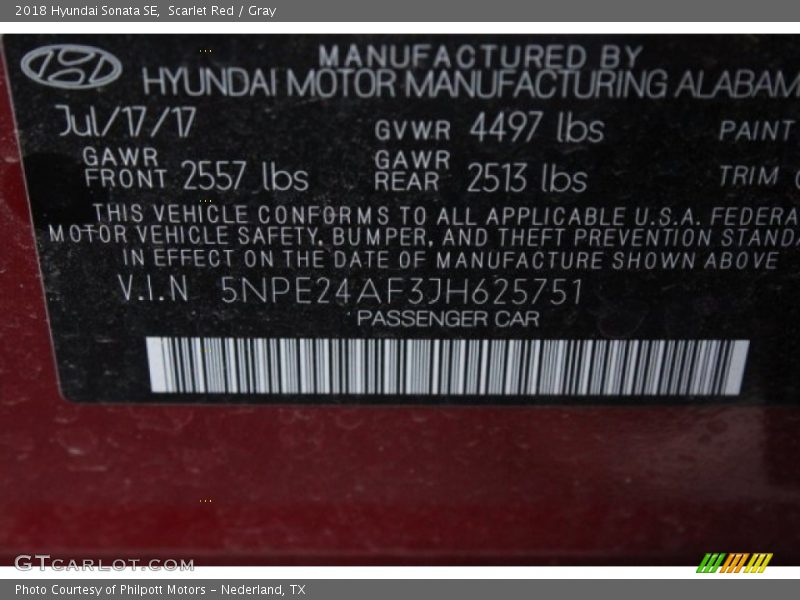 2018 Hyundai Sonata SE, Scarlet Red / Gray
MANUFACTURED BY
HYUNDAI MOTOR MANUFACTURING ALABAM
Jul/17/17 GVWR 4497 lbs PAINT
GAWR FRONT 2557 lbs GAWR REAR 2513 lbs TRIM
THIS VEHICLE CONFORMS TO ALL APPLICABLE U.S.A. FEDERA
MOTOR VEHICLE SAFETY, BUMPER, AND THEFT PREVENTION STANDA
IN EFFECT ON THE DATE OF MANUFACTURE SHOWN ABOVE
V.I.N 5NPE24AF3JH625751
PASSENGER CAR
GTCARLOT.COM
Photo Courtesy of Philpott Motors - Nederland, TX